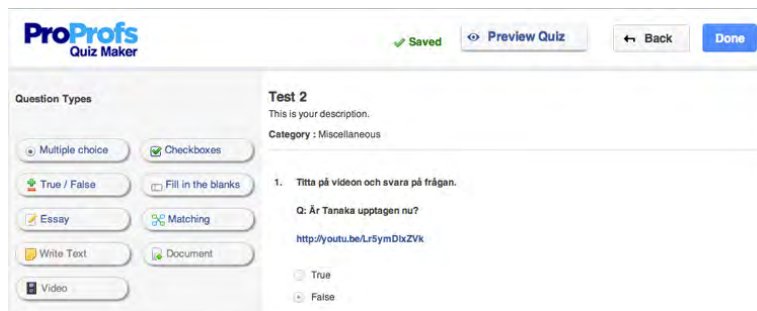 ProProfs
Quiz Maker
Saved
Preview Quiz
Back
Done
Question Types
Multiple choice
Checkboxes
True / False
Fill in the blanks
Essay
Matching
Write Text
Document
Video
Test 2
This is your description.
Category : Miscellaneous
1. Titta på videon och svara på frågan.
Q: Är Tanaka upptagen nu?
http://youtu.be/Lr5ymDlxZVk
True
False